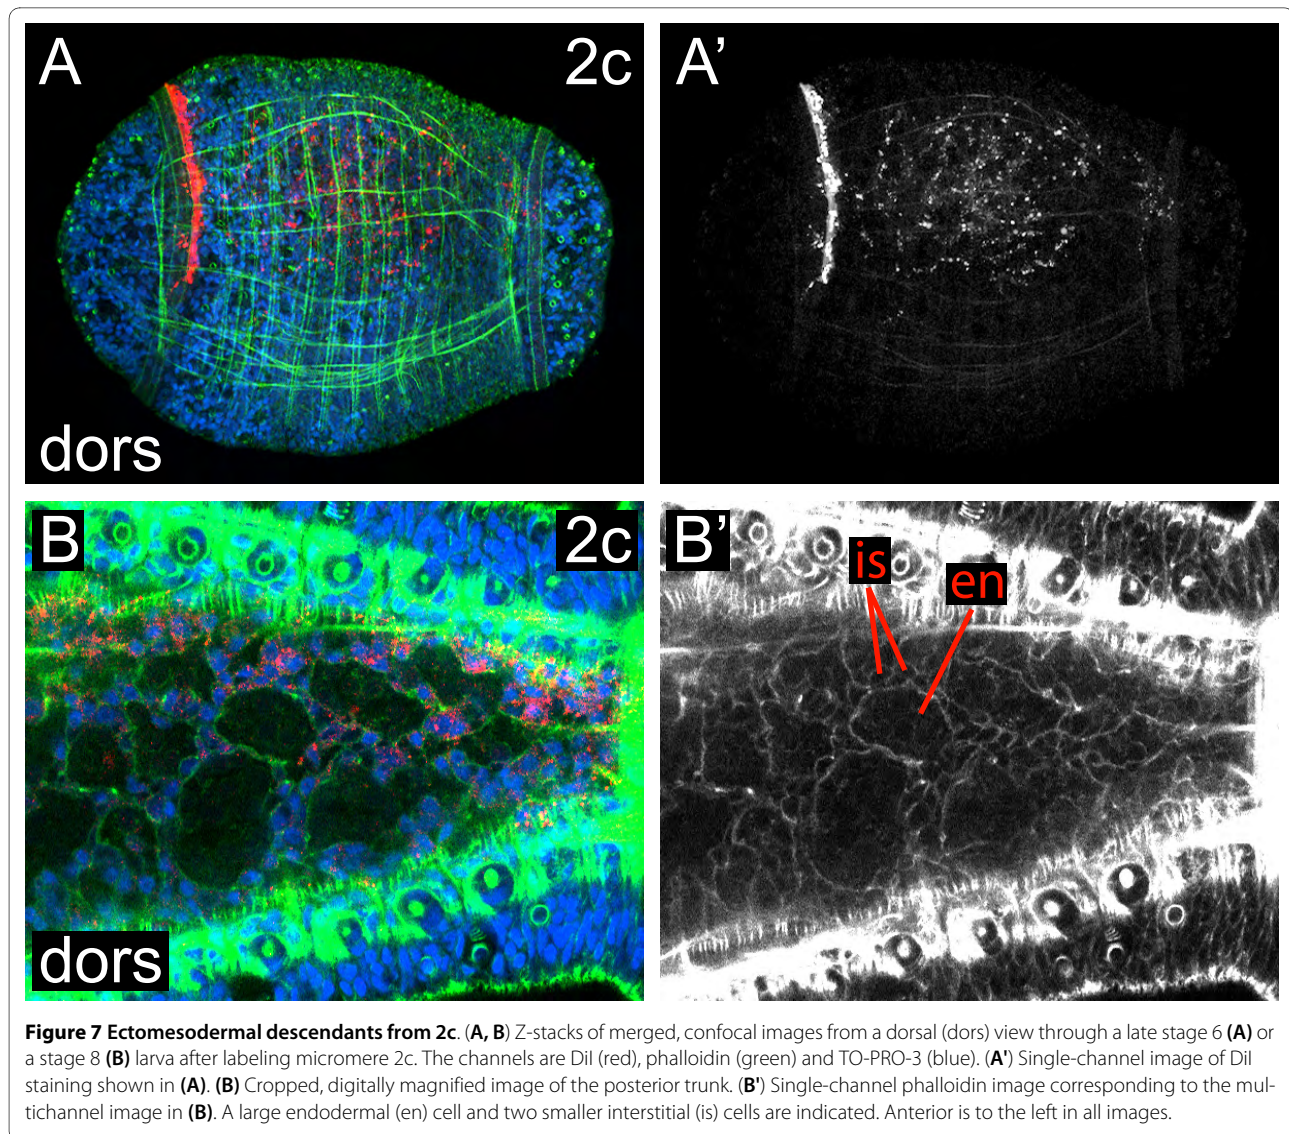 A
2c
A'
dors
B
2c
B'
is
en
dors
Figure 7 Ectomesodermal descendants from 2c. (A, B) Z-stacks of merged, confocal images from a dorsal (dors) view through a late stage 6 (A) or
a stage 8 (B) larva after labeling micromere 2c. The channels are DiI (red), phalloidin (green) and TO-PRO-3 (blue). (A') Single-channel image of DiI
staining shown in (A). (B) Cropped, digitally magnified image of the posterior trunk. (B') Single-channel phalloidin image corresponding to the mul-
tichannel image in (B). A large endodermal (en) cell and two smaller interstitial (is) cells are indicated. Anterior is to the left in all images.